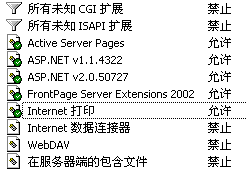 所有未知 CGI 扩展 禁止
所有未知 ISAPI 扩展 禁止
Active Server Pages 允许
ASP.NET v1.1.4322 允许
ASP.NET v2.0.50727 允许
FrontPage Server Extensions 2002 允许
Internet 打印 允许
Internet 数据连接器 禁止
WebDAV 禁止
在服务器端的包含文件 禁止